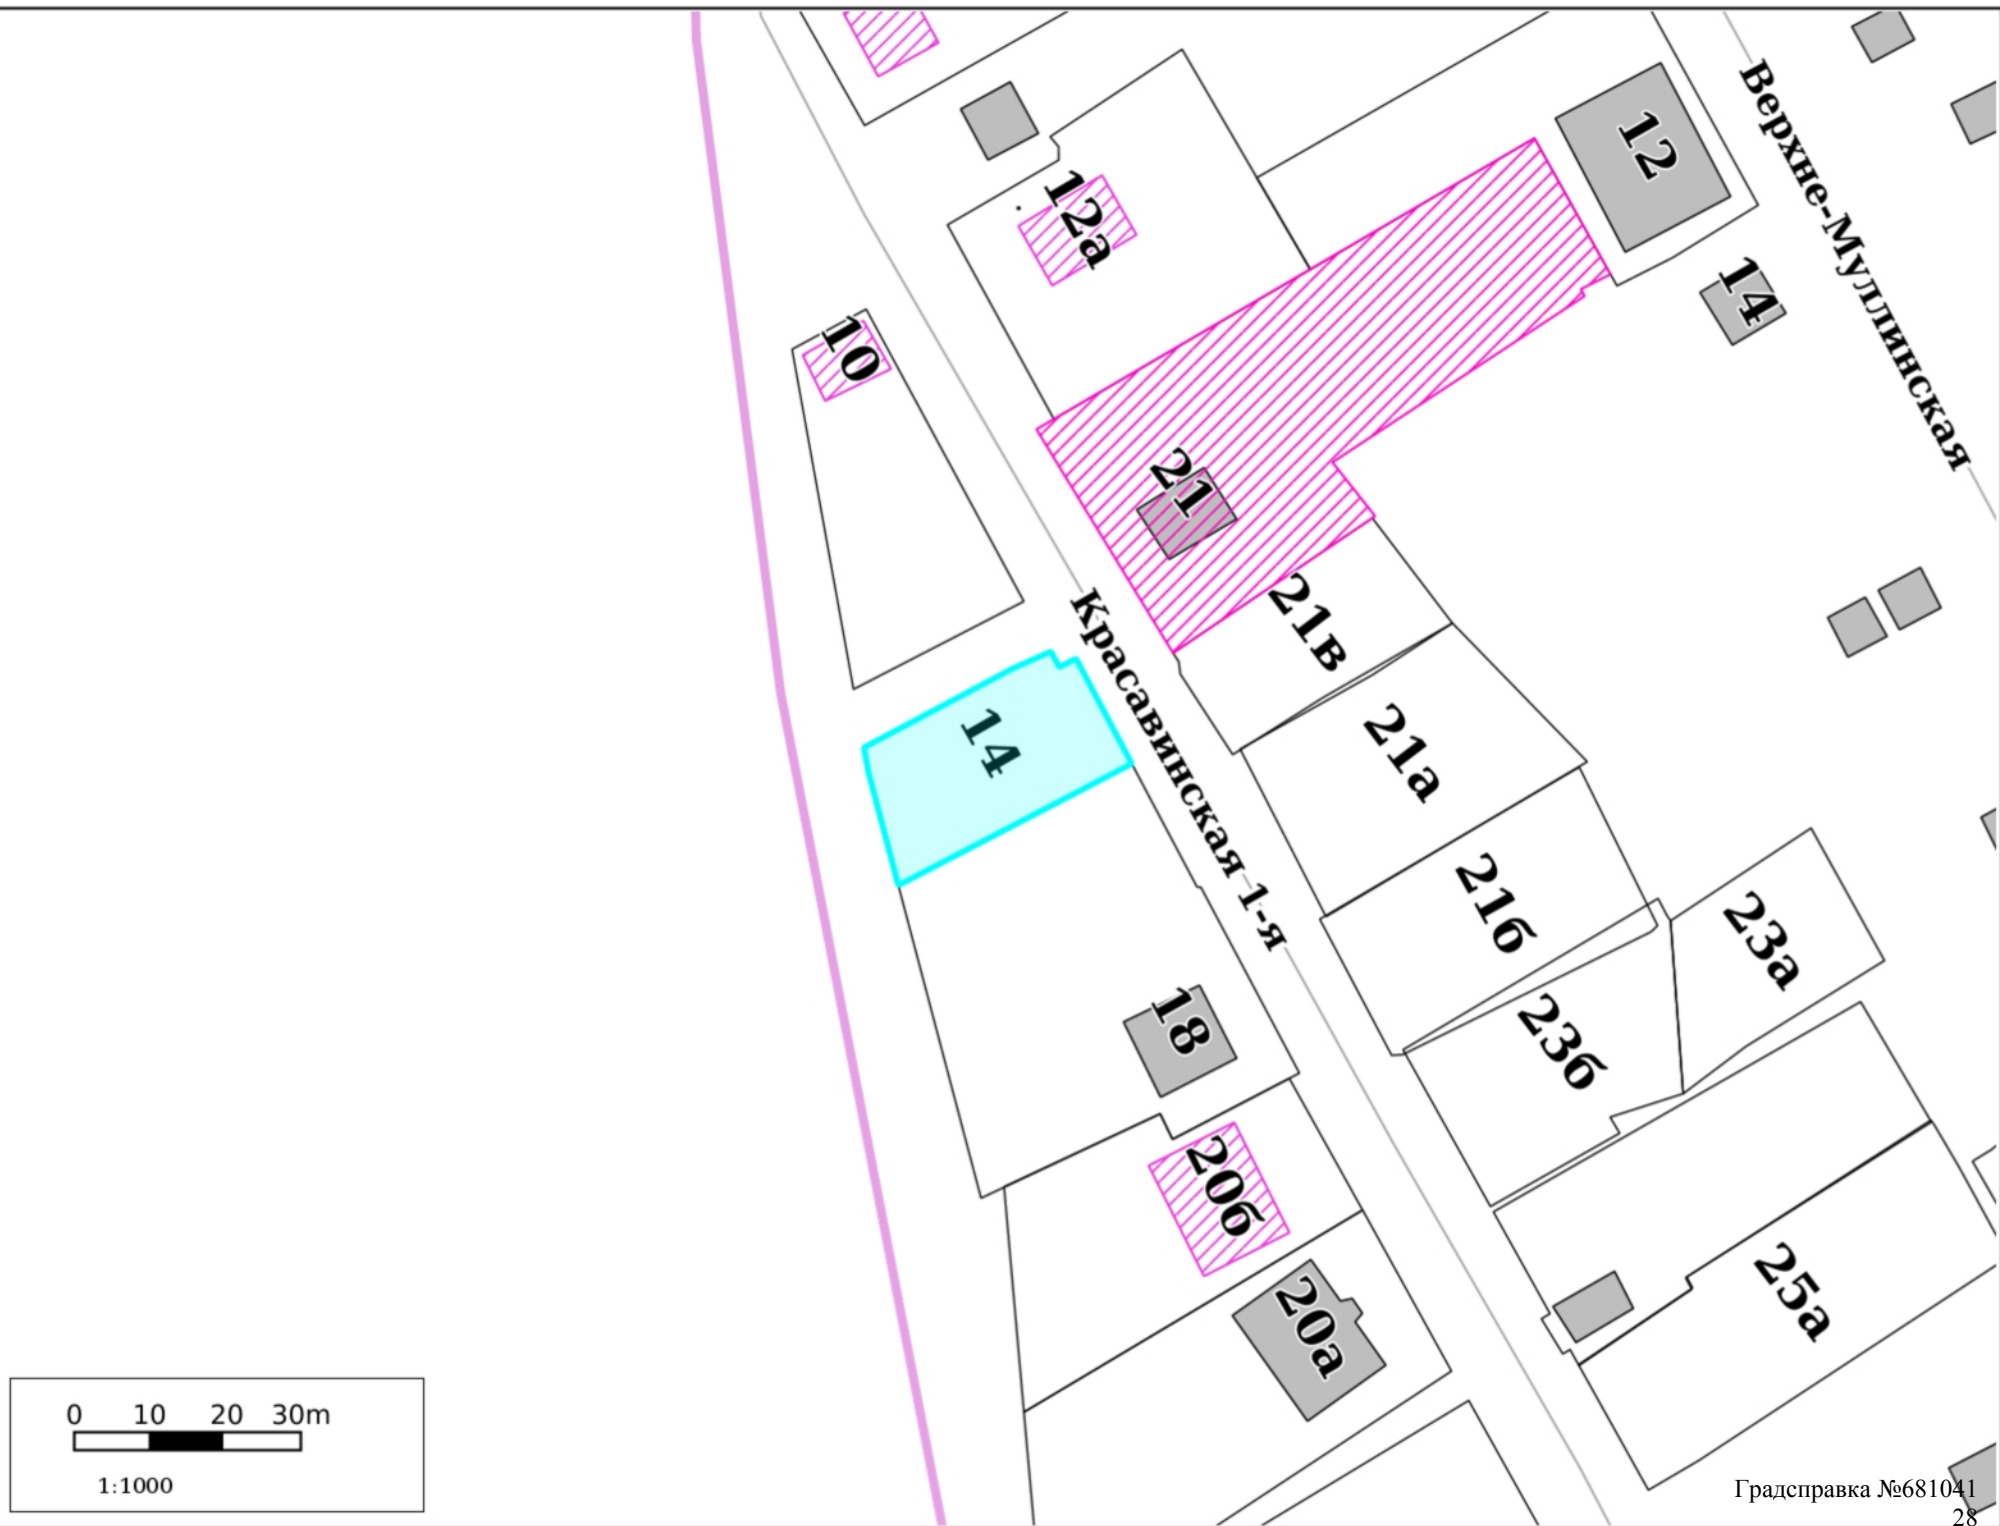 12
Верхне-Муллинская
12а
14
10
21
21в
Красавинская 1-я
14
21а
21б
23а
23б
18
20б
20а
25а
0 10 20 30m
1:1000
Градсправка №681041
28